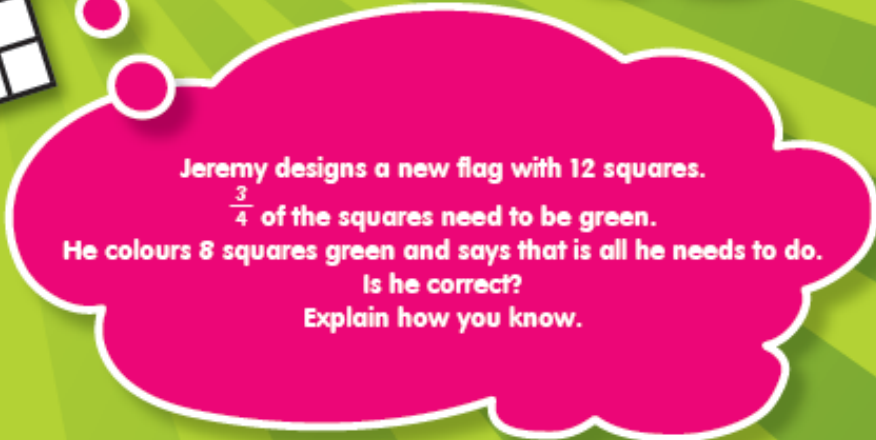 Jeremy designs a new flag with 12 squares.
3/4 of the squares need to be green.
He colours 8 squares green and says that is all he needs to do.
Is he correct?
Explain how you know.